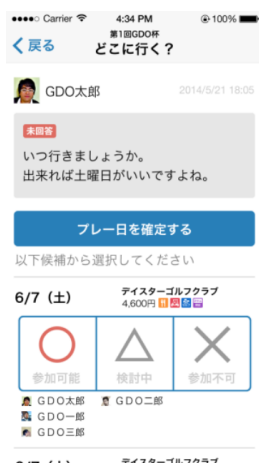 Carrier 4:34 PM 100%
戻る
第1回GDO杯
どこに行く？
GDO太郎 2014/5/21 18:05
未回答
いつ行きましょうか。
出来れば土曜日がいいですよね。
プレー日を確定する
以下候補から選択してください
6/7（土） デイスターゴルフクラブ
4,600円
参加可能 検討中 参加不可
ＧＤＯ太郎 ＧＤＯ二郎
ＧＤＯ一郎
ＧＤＯ三郎
デイスターゴルフクラブ